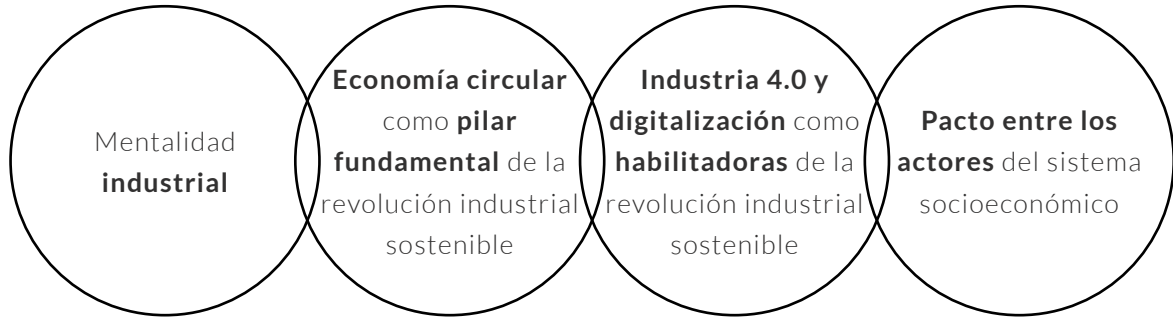 Mentalidad
industrial
Economía circular
como pilar
fundamental de la
revolución industrial
sostenible
Industria 4.0 y
digitalización como
habilitadoras de la
revolución industrial
sostenible
Pacto entre los
actores del sistema
socioeconómico